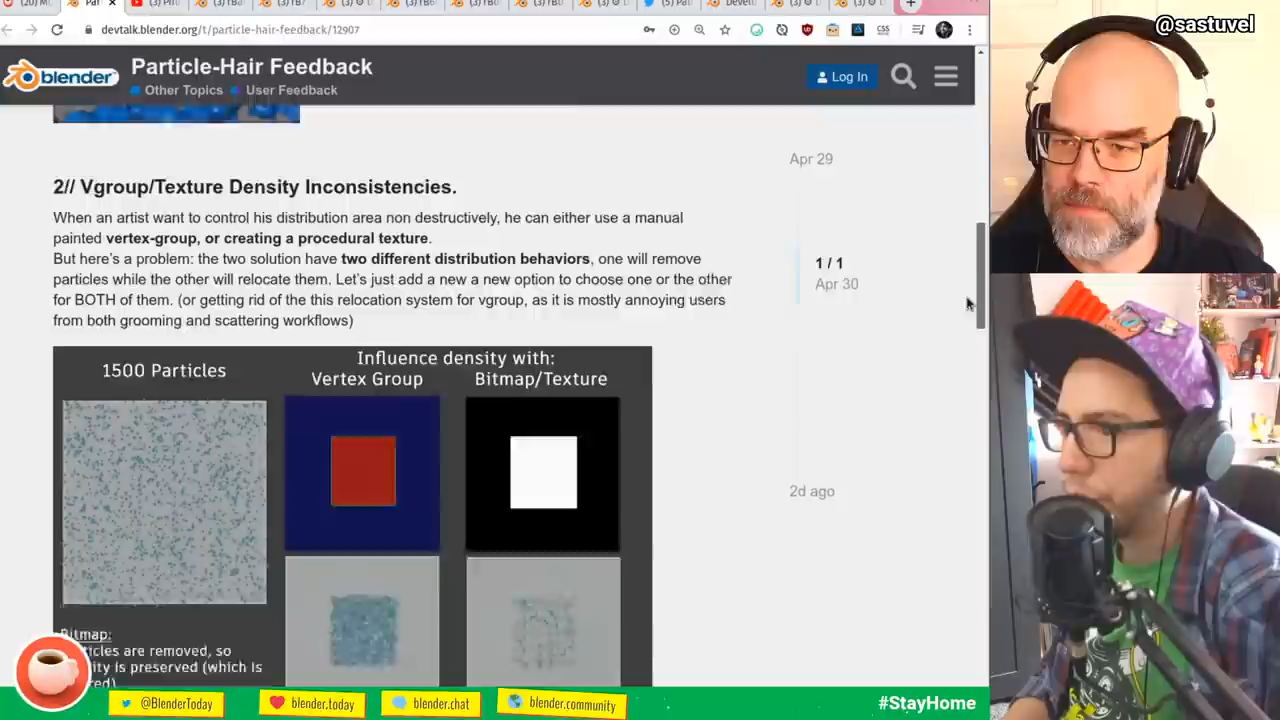 devtalk.blender.org/t/particle-hair-feedback/12907
@sastuvel
blender
Particle-Hair Feedback
Other Topics
User Feedback
Log In
Apr 29
2// Vgroup/Texture Density Inconsistencies.
When an artist want to control his distribution area non destructively, he can either use a manual
painted vertex-group, or creating a procedural texture.
But here's a problem: the two solution have two different distribution behaviors, one will remove
particles while the other will relocate them. Let's just add a new a new option to choose one or the other
for BOTH of them. (or getting rid of the this relocation system for vgroup, as it is mostly annoying users
from both grooming and scattering workflows)
1 / 1
Apr 30
2d ago
Influence density with:
1500 Particles
Vertex Group
Bitmap/Texture
Bitmap:
are removed, so
is preserved (which is
@BlenderToday
blender.today
blender.chat
blender.community
#StayHome